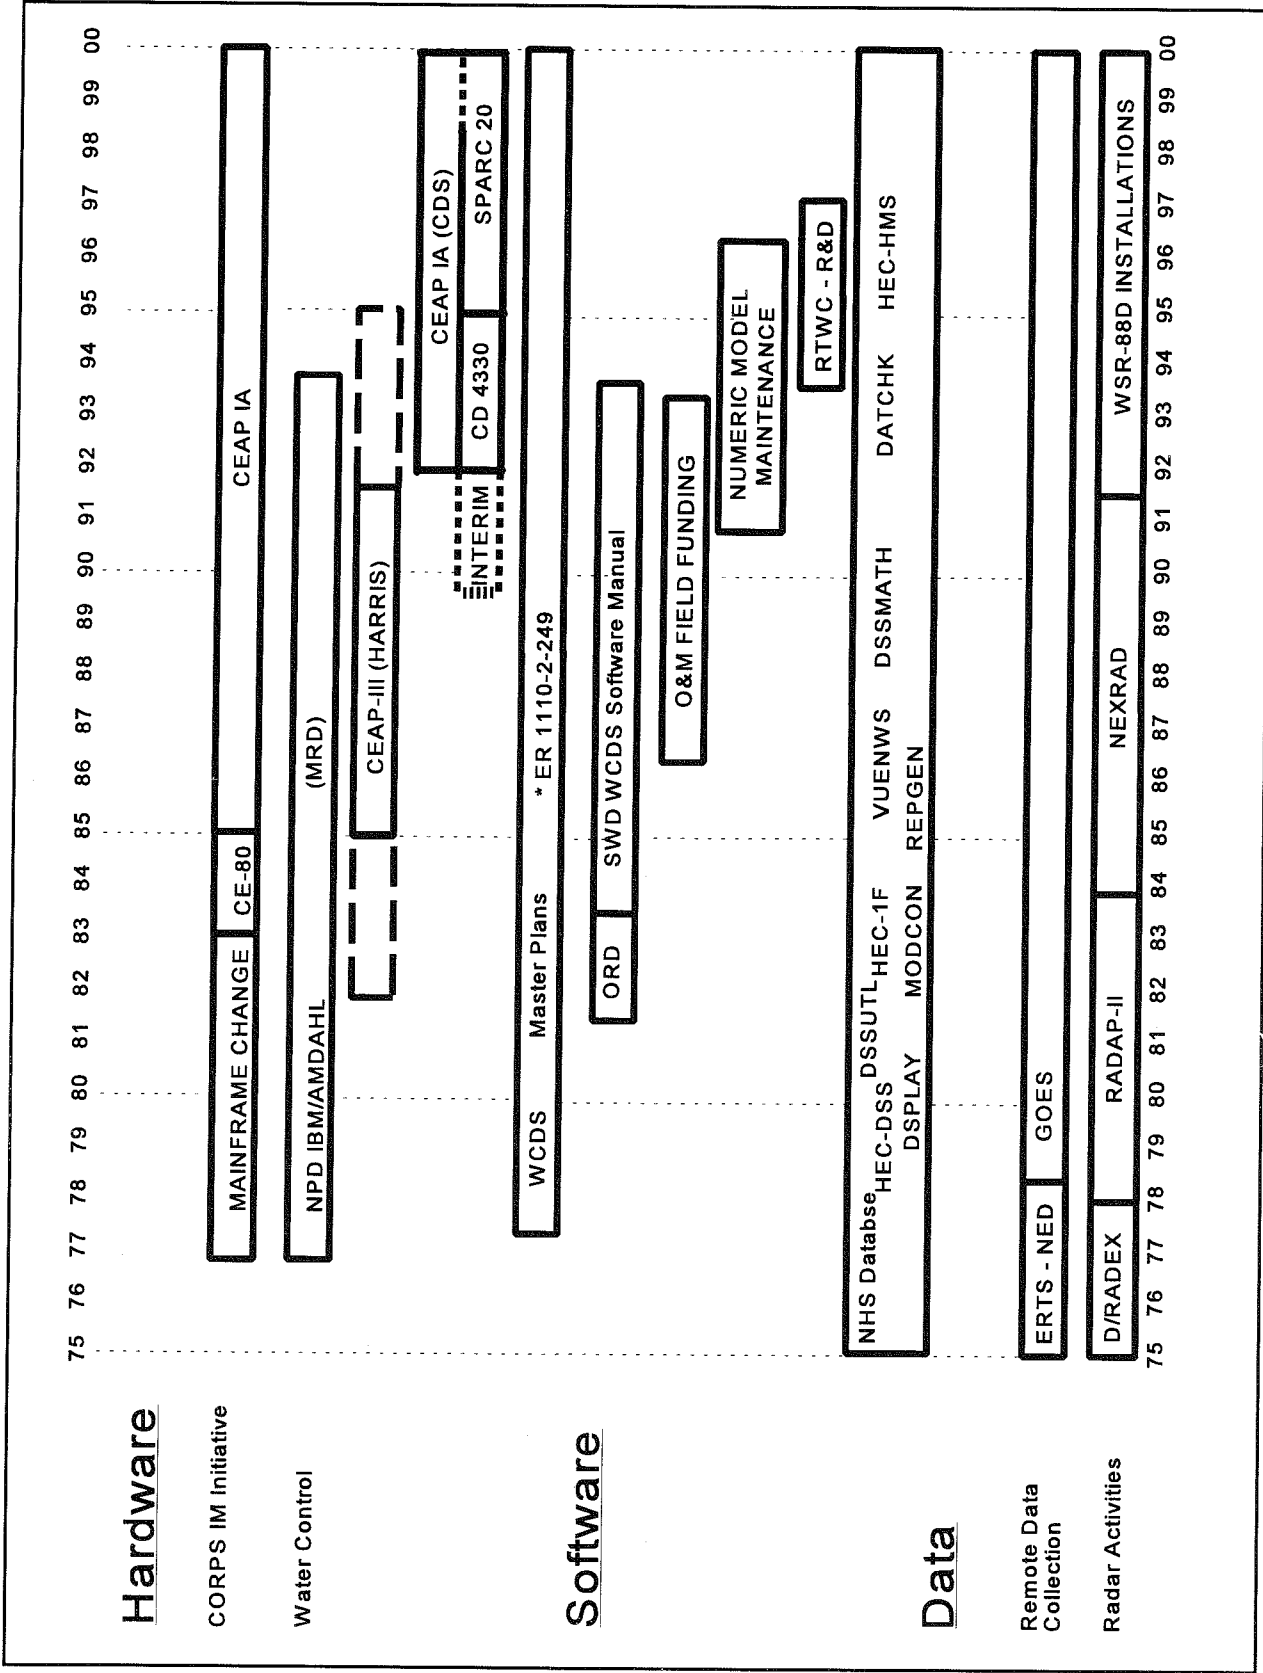 75 76 77 78 79 80 81 82 83 84 85 86 87 88 89 90 91 92 93 94 95 96 97 98 99 00
Hardware
CORPS IM Initiative
MAINFRAME CHANGE
CE-80
CEAP IA
Water Control
NPD IBM/AMDAHL
(MRD)
CEAP-III (HARRIS)
CEAP IA (CDS)
INTERIM
CD 4330
SPARC 20
Software
WCDS
Master Plans
* ER 1110-2-249
ORD
SWD WCDS Software Manual
O&M FIELD FUNDING
NUMERIC MODEL
MAINTENANCE
RTWC - R&D
NHS Databse
HEC-DSS
DSSUTL
HEC-1F
VUENWS
DSSMATH
DATCHK
HEC-HMS
DSPLAY
MODCON
REPGEN
Data
Remote Data
Collection
ERTS - NED
GOES
Radar Activities
D/RADEX
RADAP-II
NEXRAD
WSR-88D INSTALLATIONS
75 76 77 78 79 80 81 82 83 84 85 86 87 88 89 90 91 92 93 94 95 96 97 98 99 00